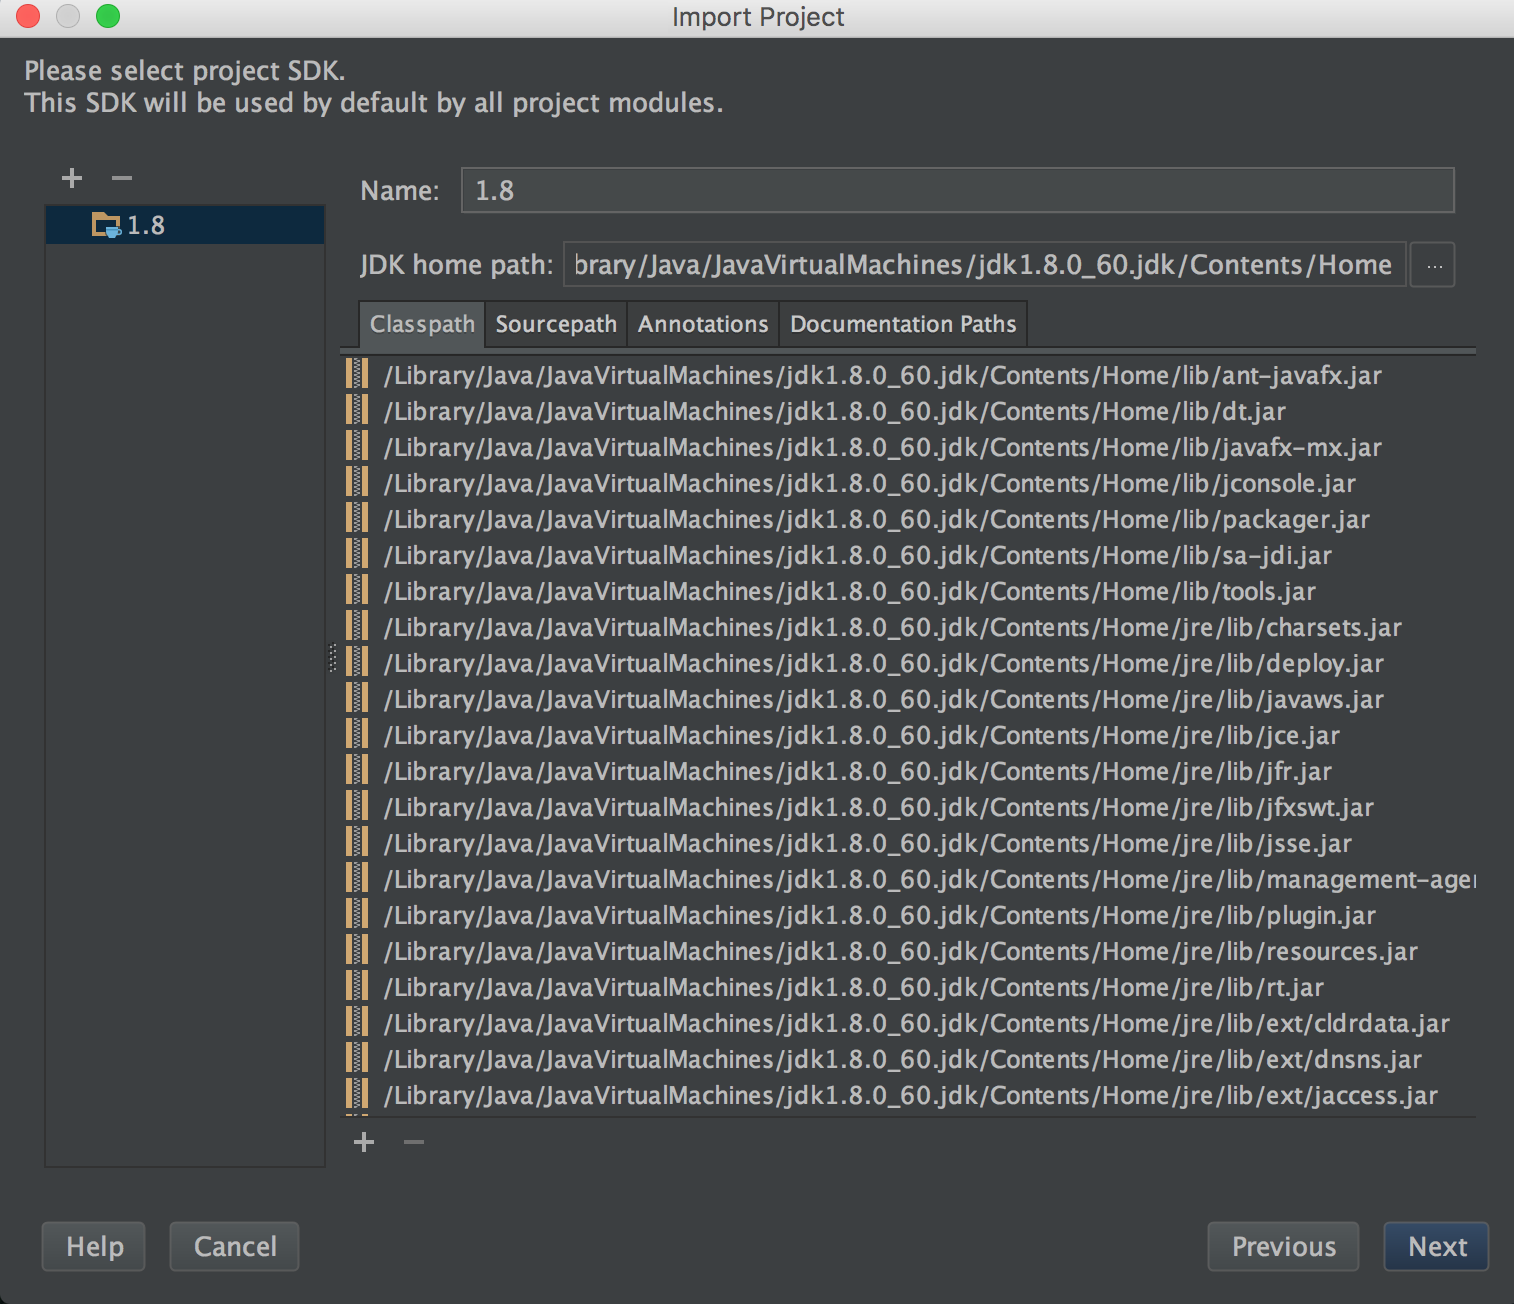 Import Project
Please select project SDK.
This SDK will be used by default by all project modules.
1.8
Name: 1.8
JDK home path: brary/Java/JavaVirtualMachines/jdk1.8.0_60.jdk/Contents/Home ...
Classpath Sourcepath Annotations Documentation Paths
/Library/Java/JavaVirtualMachines/jdk1.8.0_60.jdk/Contents/Home/lib/ant-javafx.jar
/Library/Java/JavaVirtualMachines/jdk1.8.0_60.jdk/Contents/Home/lib/dt.jar
/Library/Java/JavaVirtualMachines/jdk1.8.0_60.jdk/Contents/Home/lib/javafx-mx.jar
/Library/Java/JavaVirtualMachines/jdk1.8.0_60.jdk/Contents/Home/lib/jconsole.jar
/Library/Java/JavaVirtualMachines/jdk1.8.0_60.jdk/Contents/Home/lib/packager.jar
/Library/Java/JavaVirtualMachines/jdk1.8.0_60.jdk/Contents/Home/lib/sa-jdi.jar
/Library/Java/JavaVirtualMachines/jdk1.8.0_60.jdk/Contents/Home/lib/tools.jar
/Library/Java/JavaVirtualMachines/jdk1.8.0_60.jdk/Contents/Home/jre/lib/charsets.jar
/Library/Java/JavaVirtualMachines/jdk1.8.0_60.jdk/Contents/Home/jre/lib/deploy.jar
/Library/Java/JavaVirtualMachines/jdk1.8.0_60.jdk/Contents/Home/jre/lib/javaws.jar
/Library/Java/JavaVirtualMachines/jdk1.8.0_60.jdk/Contents/Home/jre/lib/jce.jar
/Library/Java/JavaVirtualMachines/jdk1.8.0_60.jdk/Contents/Home/jre/lib/jfr.jar
/Library/Java/JavaVirtualMachines/jdk1.8.0_60.jdk/Contents/Home/jre/lib/jfxswt.jar
/Library/Java/JavaVirtualMachines/jdk1.8.0_60.jdk/Contents/Home/jre/lib/jsse.jar
/Library/Java/JavaVirtualMachines/jdk1.8.0_60.jdk/Contents/Home/jre/lib/management-agen
/Library/Java/JavaVirtualMachines/jdk1.8.0_60.jdk/Contents/Home/jre/lib/plugin.jar
/Library/Java/JavaVirtualMachines/jdk1.8.0_60.jdk/Contents/Home/jre/lib/resources.jar
/Library/Java/JavaVirtualMachines/jdk1.8.0_60.jdk/Contents/Home/jre/lib/rt.jar
/Library/Java/JavaVirtualMachines/jdk1.8.0_60.jdk/Contents/Home/jre/lib/ext/cldrdata.jar
/Library/Java/JavaVirtualMachines/jdk1.8.0_60.jdk/Contents/Home/jre/lib/ext/dnsns.jar
/Library/Java/JavaVirtualMachines/jdk1.8.0_60.jdk/Contents/Home/jre/lib/ext/jaccess.jar
Help Cancel Previous Next